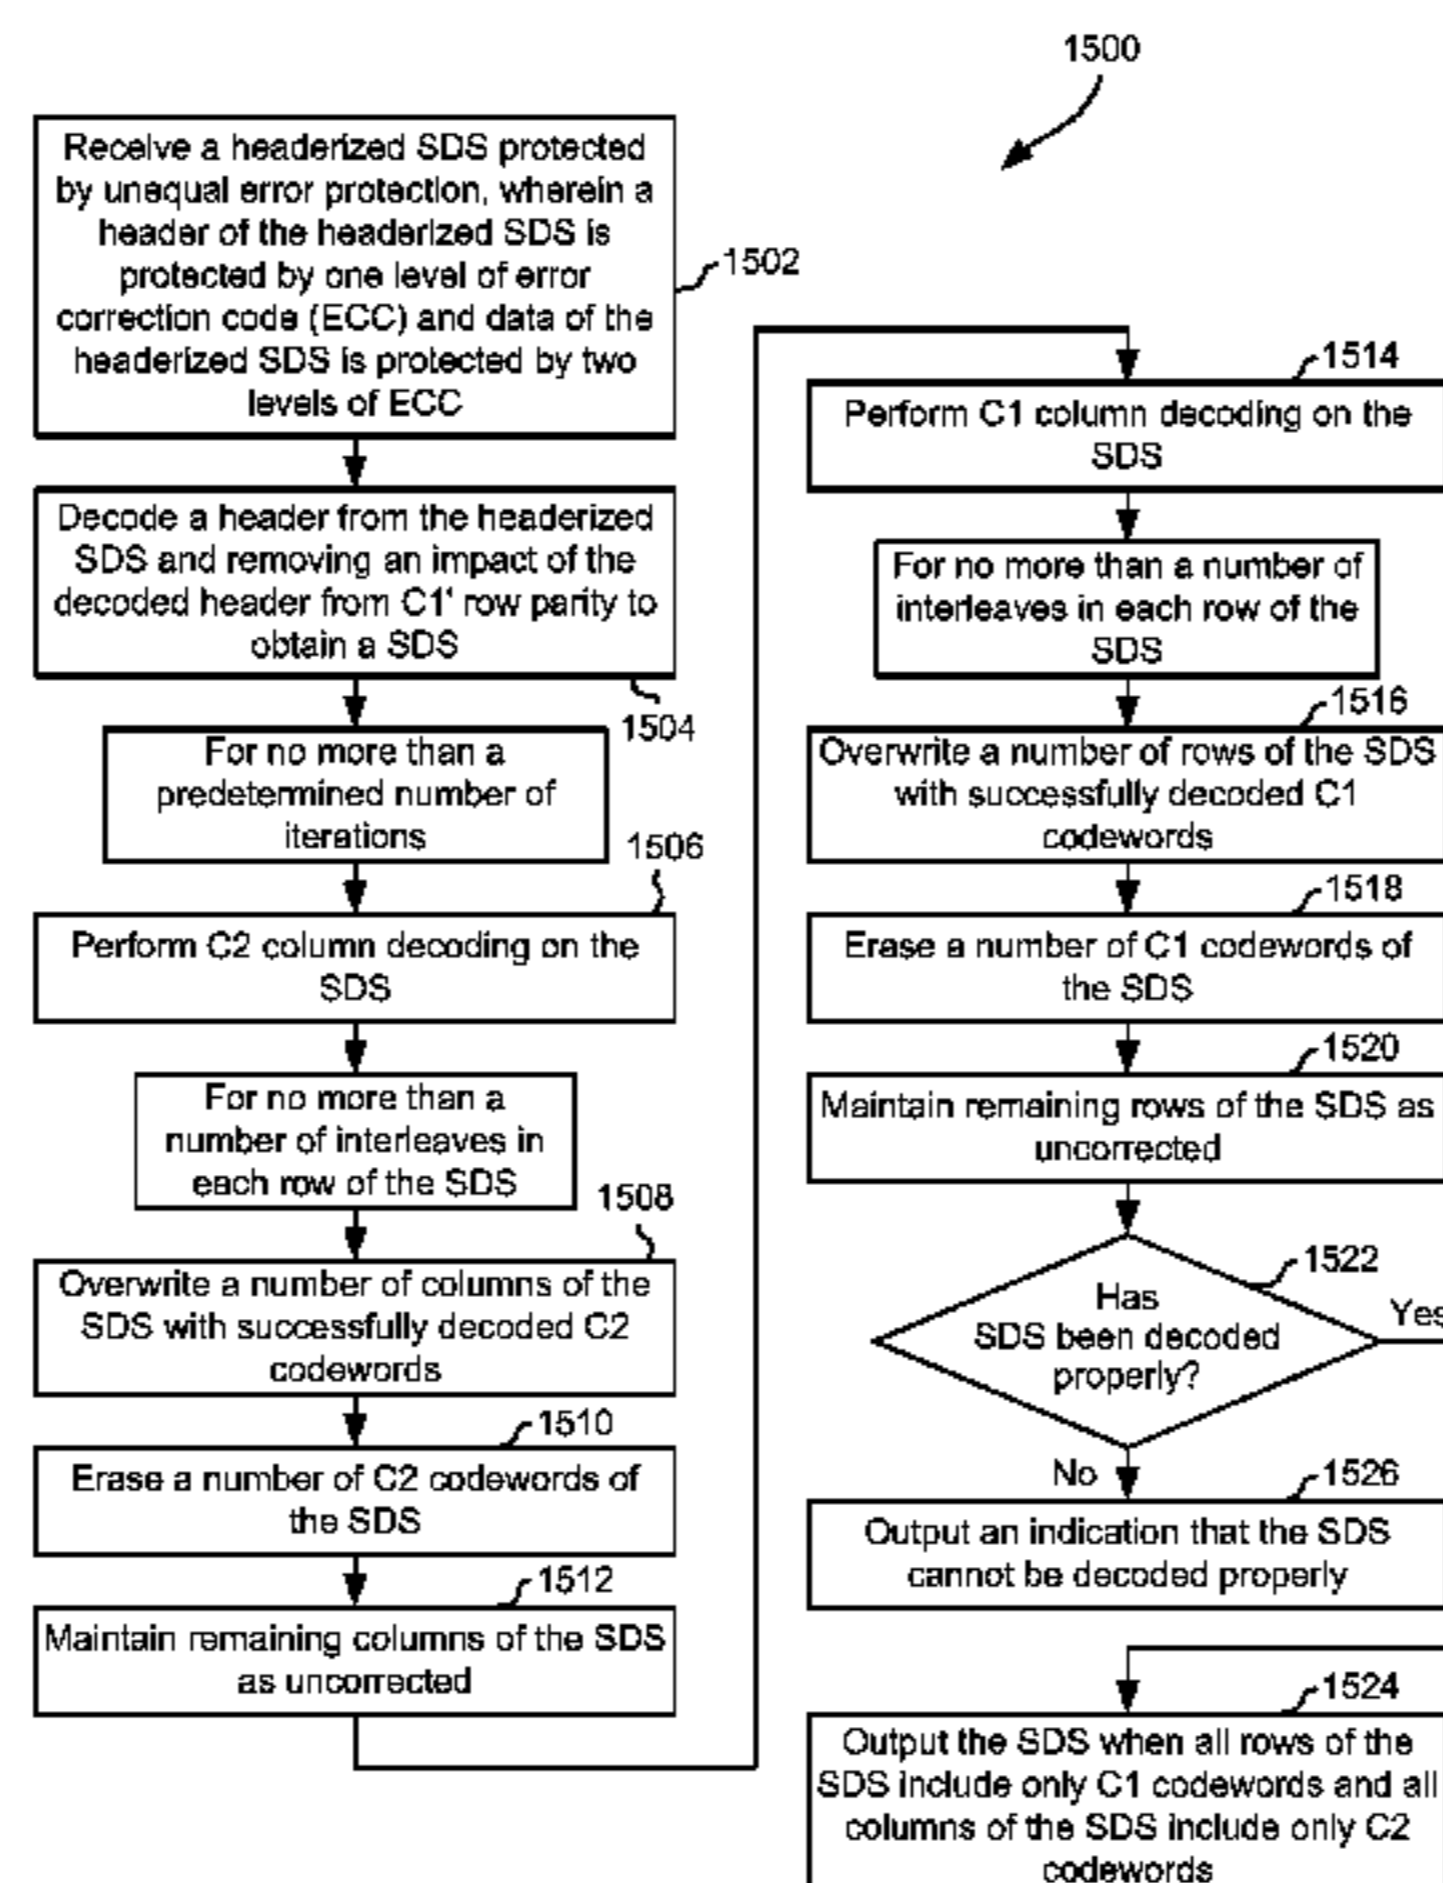 1500
Receive a headerized SDS protected
by unequal error protection, wherein a
header of the headerized SDS is
protected by one level of error
correction code (ECC) and data of the
headerized SDS is protected by two
levels of ECC
1502
Decode a header from the headerized
SDS and removing an impact of the
decoded header from C1' row parity to
obtain a SDS
1504
For no more than a
predetermined number of
iterations
1506
Perform C2 column decoding on the
SDS
For no more than a
number of interleaves in
each row of the SDS
1508
Overwrite a number of columns of the
SDS with successfully decoded C2
codewords
1510
Erase a number of C2 codewords of
the SDS
1512
Maintain remaining columns of the SDS
as uncorrected
1514
Perform C1 column decoding on the
SDS
For no more than a number of
interleaves in each row of the
SDS
1516
Overwrite a number of rows of the SDS
with successfully decoded C1
codewords
1518
Erase a number of C1 codewords of
the SDS
1520
Maintain remaining rows of the SDS as
uncorrected
1522
Has
SDS been decoded
properly?
Yes
No
1526
Output an indication that the SDS
cannot be decoded properly
1524
Output the SDS when all rows of the
SDS include only C1 codewords and all
columns of the SDS include only C2
codewords